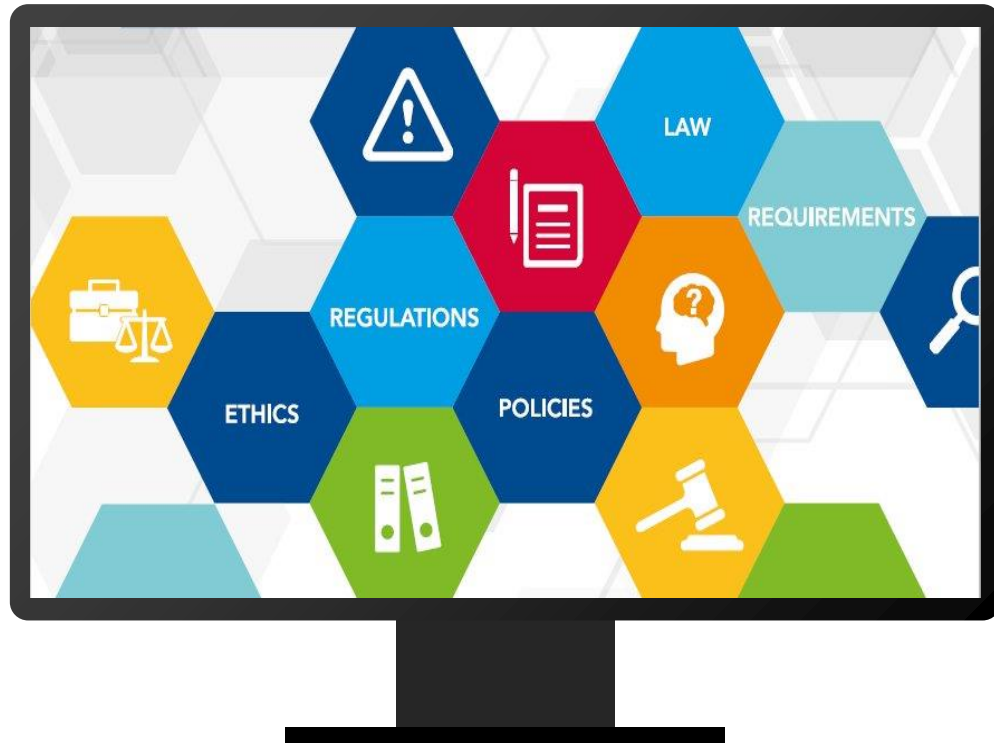 LAW
REQUIREMENTS
REGULATIONS
ETHICS
POLICIES